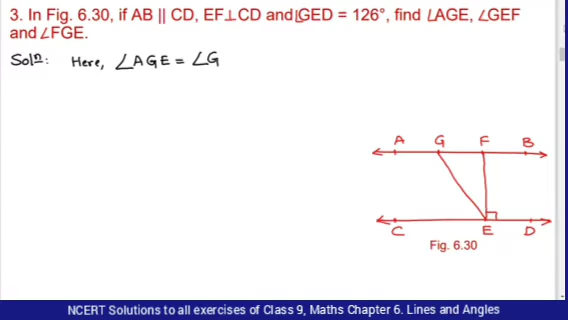 3. In Fig. 6.30, if AB || CD, EF⊥CD and∠GED = 126°, find ∠AGE, ∠GEF
and∠FGE.
Solⁿ: Here, ∠AGE = ∠G
A G F B
C E D
Fig. 6.30
NCERT Solutions to all exercises of Class 9, Maths Chapter 6. Lines and Angles